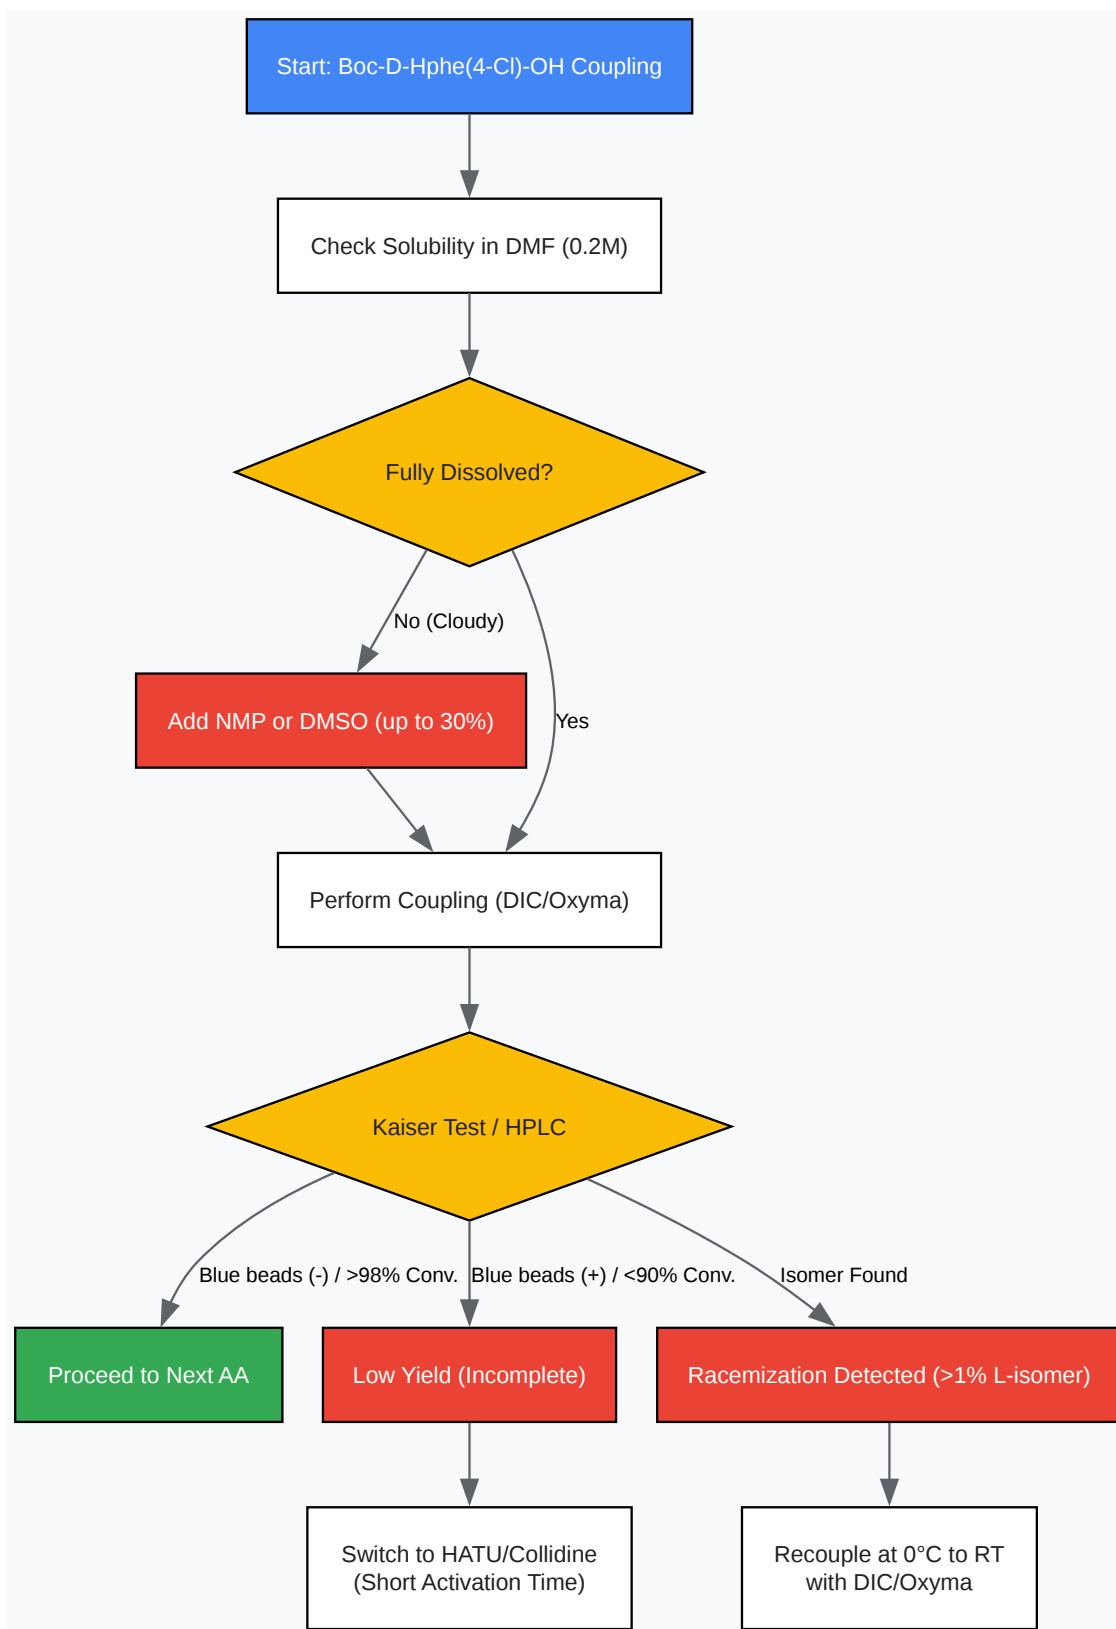 Start: Boc-D-Hphe(4-Cl)-OH Coupling
Check Solubility in DMF (0.2M)
Fully Dissolved?
No (Cloudy)
Yes
Add NMP or DMSO (up to 30%)
Perform Coupling (DIC/Oxyma)
Kaiser Test / HPLC
Blue beads (-) / >98% Conv.
Blue beads (+) / <90% Conv.
Isomer Found
Proceed to Next AA
Low Yield (Incomplete)
Racemization Detected (>1% L-isomer)
Switch to HATU/Collidine
(Short Activation Time)
Recouple at 0°C to RT
with DIC/Oxyma